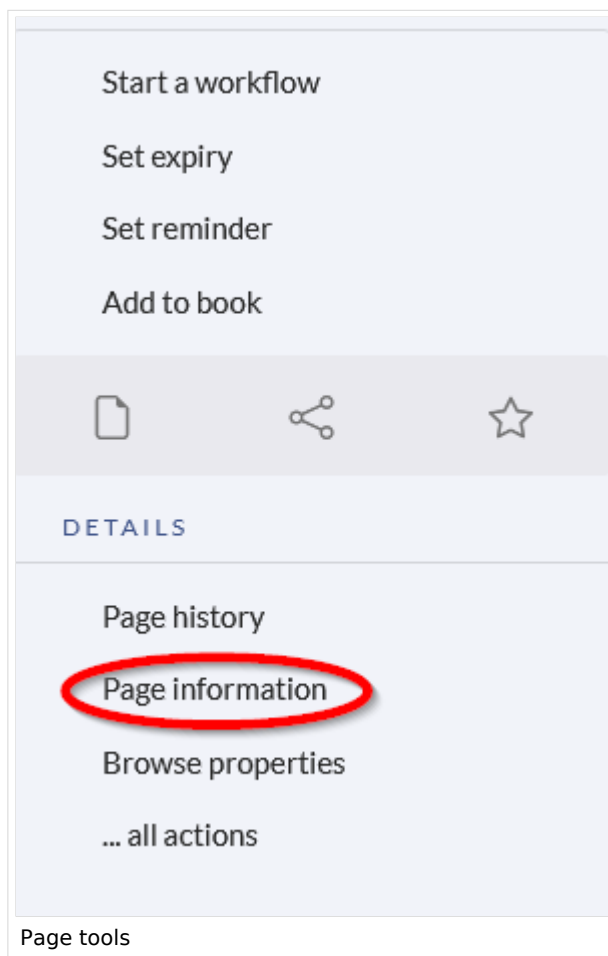 Start a workflow
Set expiry
Set reminder
Add to book
DETAILS
Page history
Page information
Browse properties
... all actions
Page tools